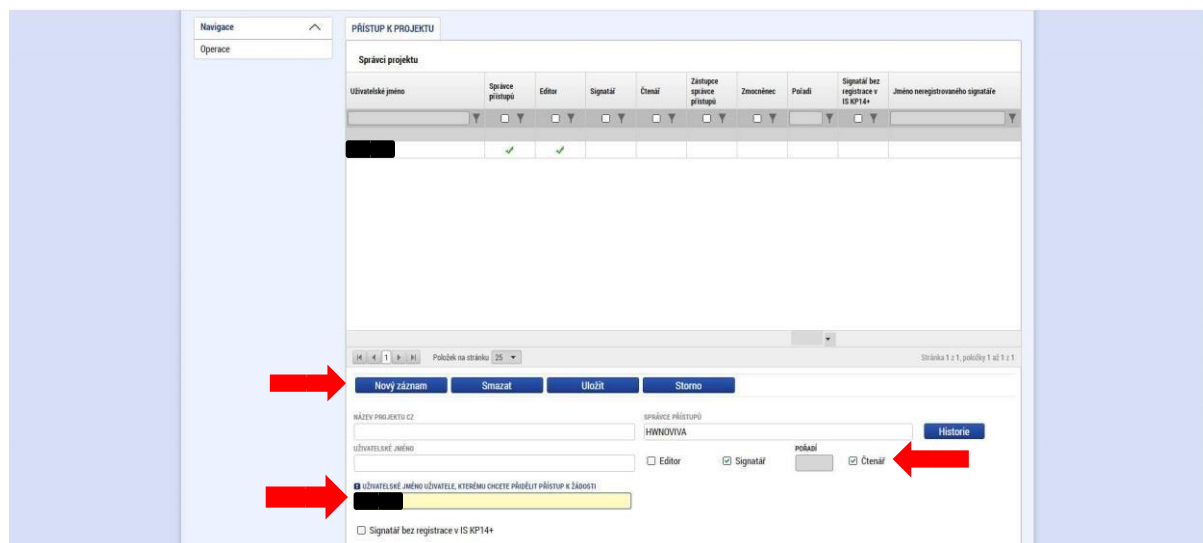 Navigace
Operace
PŘÍSTUP K PROJEKTU
Správci projektu
Uživatelské jméno
Správce přístupů
Editor
Signatář
Čtenář
Zástupce správce přístupů
Zmocněnec
Pořadí
Signatář bez registrace v IS KP14+
Jméno neregistrovaného signatáře
1
Položek na stránku 25
Stránka 1 z 1, položky 1 až 1 z 1
Nový záznam
Smazat
Uložit
Storno
NÁZEV PROJEKTU CZ
SPRÁVCE PŘÍSTUPŮ
HWNOVIVA
Historie
UŽIVATELSKÉ JMÉNO
Editor
Signatář
POŘADÍ
Čtenář
UŽIVATELSKÉ JMÉNO UŽIVATELE, KTERÉMU CHCETE PŘIDĚLIT PŘÍSTUP K ŽÁDOSTI
Signatář bez registrace v IS KP14+